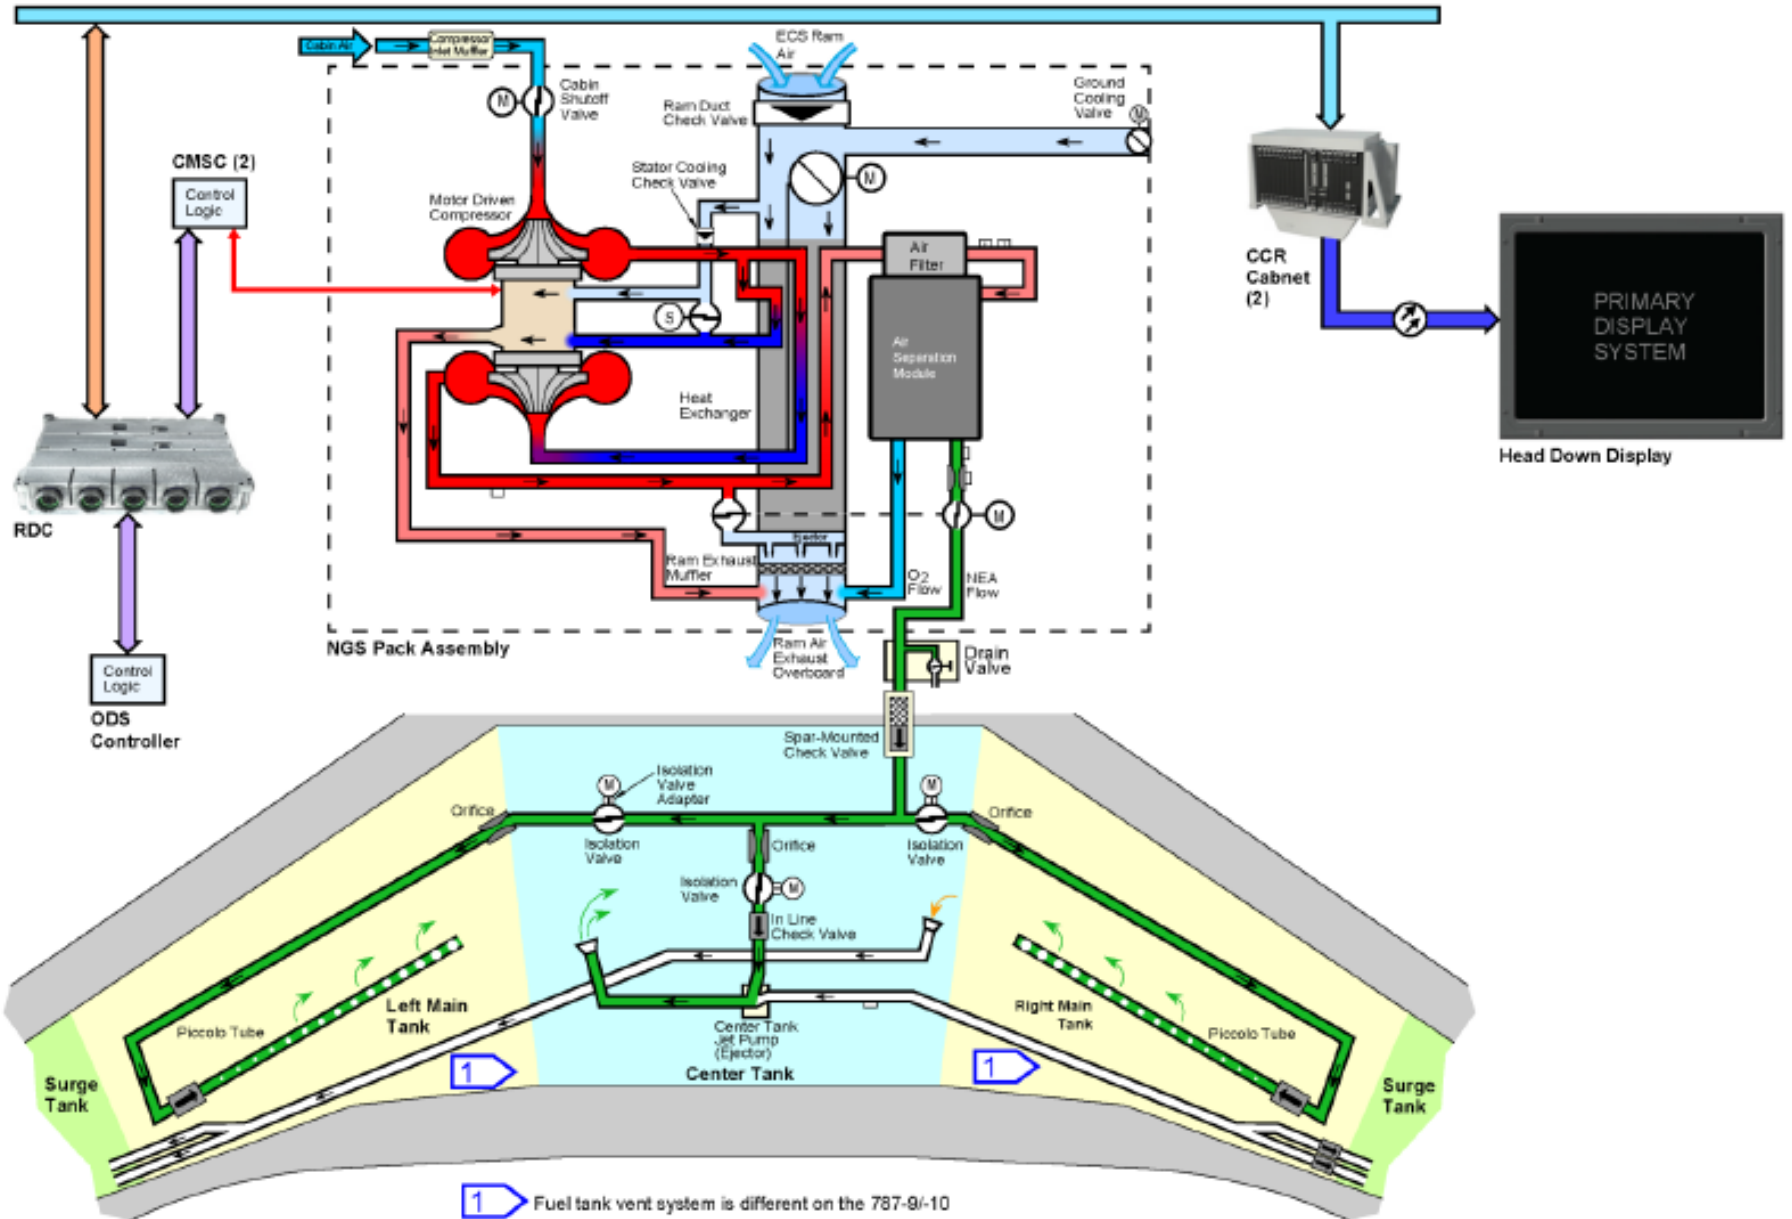 Cabin Air
Compressor
Inlet Muffler
ECS Ram
Air
Cabin
Shutoff
Valve
M
Ram Duct
Check Valve
Ground
Cooling
Valve
M
CMSC (2)
Control
Logic
Stator Cooling
Check Valve
M
Motor Driven
Compressor
Air
Filter
CCR
Cabnet
(2)
PRIMARY
DISPLAY
SYSTEM
S
Air
Separation
Module
Heat
Exchanger
Head Down Display
RDC
M
Ejector
Ram Exhaust
Muffler
O2
Flow
NEA
Flow
NGS Pack Assembly
Ram Air
Exhaust
Overboard
Drain
Valve
Control
Logic
ODS
Controller
Spar-Mounted
Check Valve
Isolation
Valve
Adapter
M
M
Orifice
Orifice
Isolation
Valve
Orifice
Isolation
Valve
Isolation
Valve
M
In Line
Check Valve
Left Main
Tank
Right Main
Tank
Piccolo Tube
Piccolo Tube
Center Tank
Jet Pump
(Ejector)
Center Tank
1
1
Surge
Tank
Surge
Tank
1 Fuel tank vent system is different on the 787-9/-10